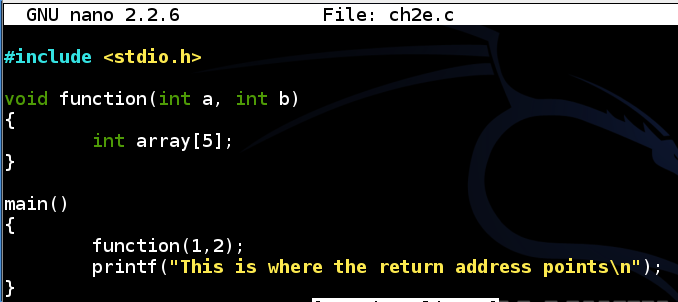 GNU nano 2.2.6 File: ch2e.c
#include <stdio.h>
void function(int a, int b)
{
int array[5];
}
main()
{
function(1,2);
printf("This is where the return address points\n");
}